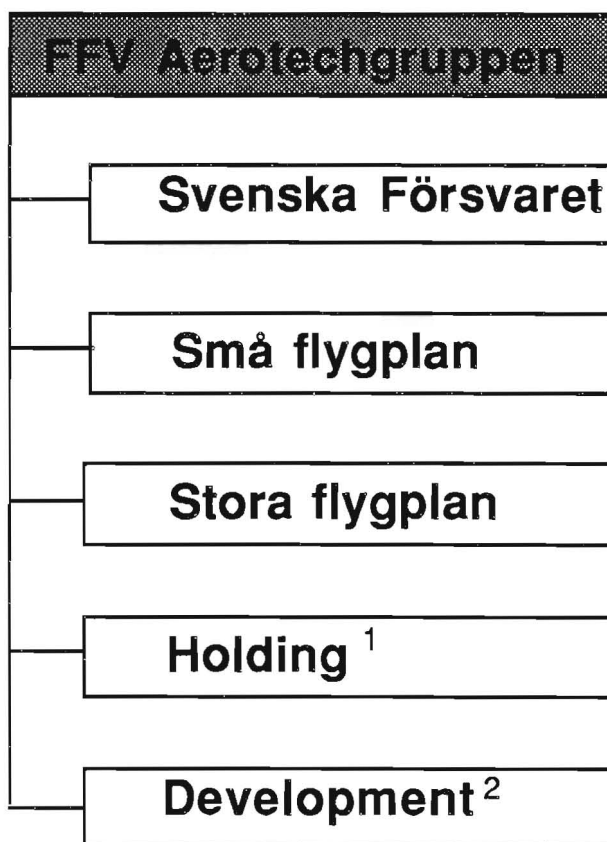 FFV Aerotechgruppen
Svenska Försvaret
Små flygplan
Stora flygplan
Holding 1
Development 2